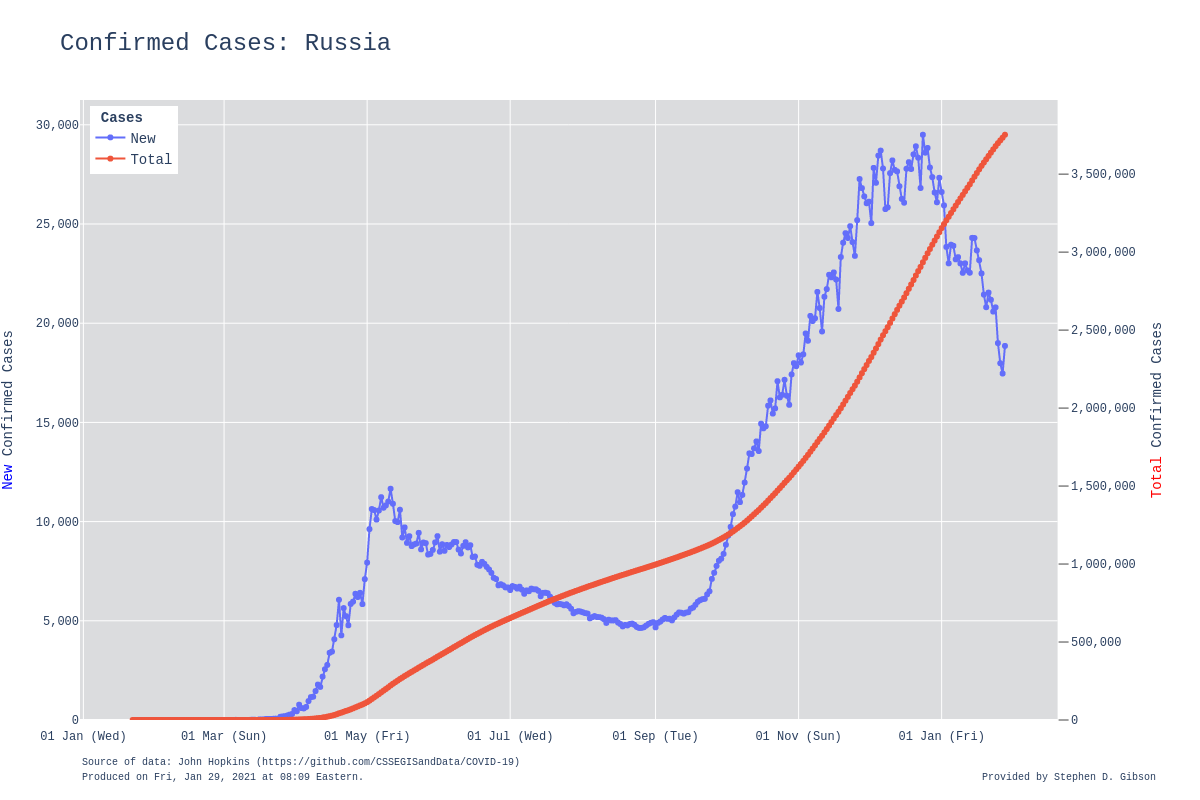 Confirmed Cases: Russia
Cases
New
Total
30,000
25,000
20,000
15,000
10,000
5,000
0
New Confirmed Cases
3,500,000
3,000,000
2,500,000
2,000,000
1,500,000
1,000,000
500,000
0
Total Confirmed Cases
01 Jan (Wed) 01 Mar (Sun) 01 May (Fri) 01 Jul (Wed) 01 Sep (Tue) 01 Nov (Sun) 01 Jan (Fri)
Source of data: John Hopkins (https://github.com/CSSEGISandData/COVID-19)
Produced on Fri, Jan 29, 2021 at 08:09 Eastern.
Provided by Stephen D. Gibson